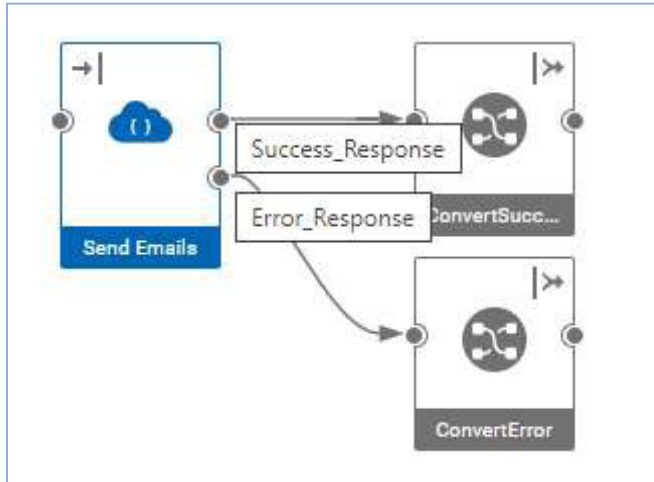 { }
Success_Response
Error_Response
ConvertSucc...
Send Emails
ConvertError